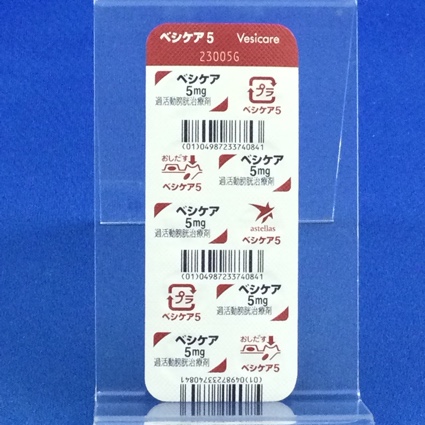 ベシケア 5 Vesicare
23005G
ベシケア
5mg
過活動膀胱治療剤
プラ
ベシケア5
(01)04987233740841
おしだす
ベシケア5
ベシケア
5mg
過活動膀胱治療剤
ベシケア
5mg
過活動膀胱治療剤
astellas
ベシケア5
(01)04987233740841
プラ
ベシケア5
ベシケア
5mg
過活動膀胱治療剤
ベシケア
5mg
過活動膀胱治療剤
おしだす
ベシケア5
(01)04987233740841